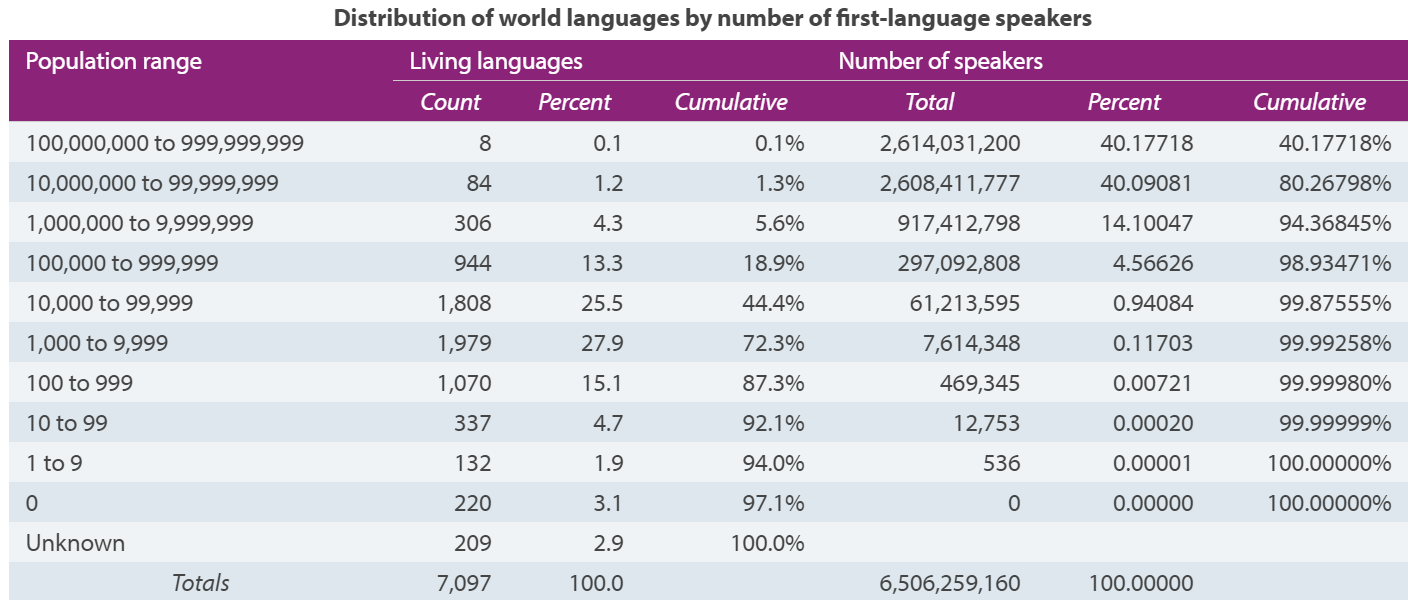 Distribution of world languages by number of first-language speakers
Population range Living languages Number of speakers
Count Percent Cumulative Total Percent Cumulative
100,000,000 to 999,999,999 8 0.1 0.1% 2,614,031,200 40.17718 40.17718%
10,000,000 to 99,999,999 84 1.2 1.3% 2,608,411,777 40.09081 80.26798%
1,000,000 to 9,999,999 306 4.3 5.6% 917,412,798 14.10047 94.36845%
100,000 to 999,999 944 13.3 18.9% 297,092,808 4.56626 98.93471%
10,000 to 99,999 1,808 25.5 44.4% 61,213,595 0.94084 99.87555%
1,000 to 9,999 1,979 27.9 72.3% 7,614,348 0.11703 99.99258%
100 to 999 1,070 15.1 87.3% 469,345 0.00721 99.99980%
10 to 99 337 4.7 92.1% 12,753 0.00020 99.99999%
1 to 9 132 1.9 94.0% 536 0.00001 100.00000%
0 220 3.1 97.1% 0 0.00000 100.00000%
Unknown 209 2.9 100.0%
Totals 7,097 100.0 6,506,259,160 100.00000